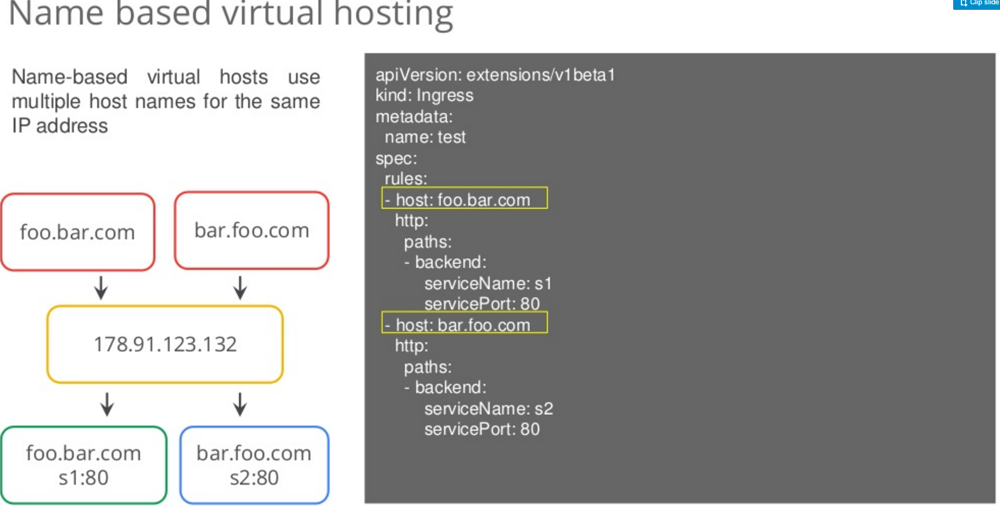 Clip slide
Name based virtual hosting
Name-based virtual hosts use
multiple host names for the same
IP address
foo.bar.com
bar.foo.com
178.91.123.132
foo.bar.com
s1:80
bar.foo.com
s2:80
apiVersion: extensions/v1beta1
kind: Ingress
metadata:
  name: test
spec:
  rules:
  - host: foo.bar.com
    http:
      paths:
      - backend:
          serviceName: s1
          servicePort: 80
  - host: bar.foo.com
    http:
      paths:
      - backend:
          serviceName: s2
          servicePort: 80